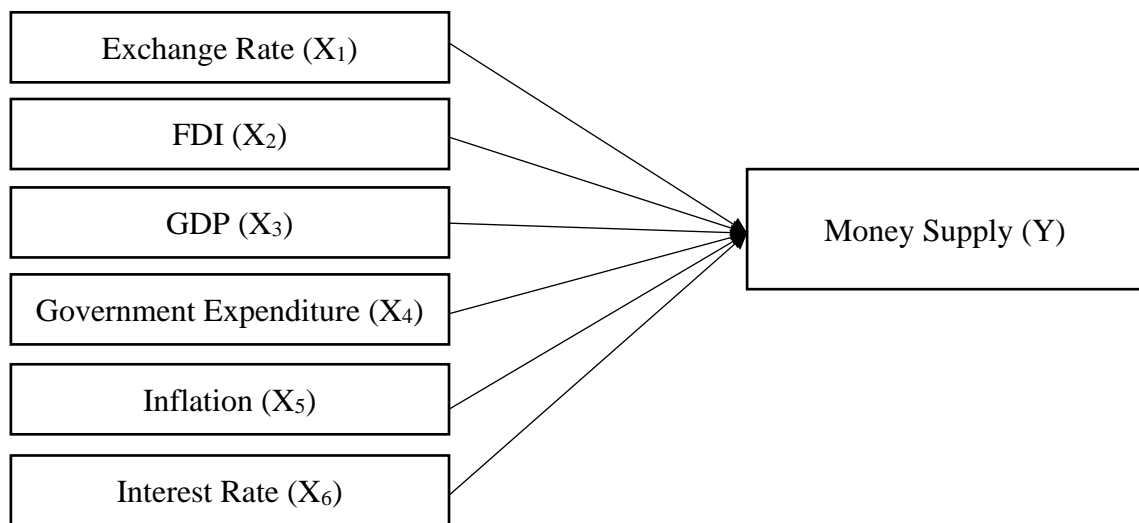 Exchange Rate (X₁)
FDI (X₂)
GDP (X₃)
Money Supply (Y)
Government Expenditure (X₄)
Inflation (X₅)
Interest Rate (X₆)